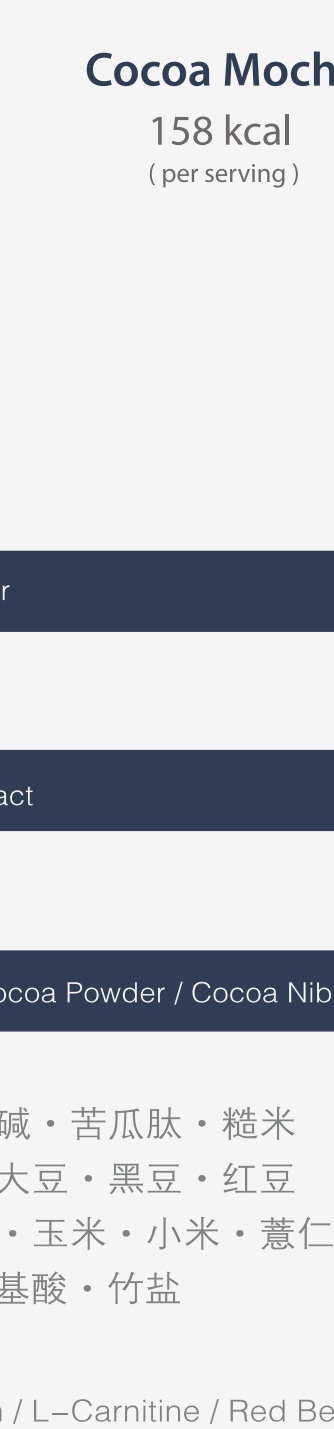 Cocoa Moch
158 kcal
( per serving )
r
act
ocoa Powder / Cocoa Nib
碱・苦瓜肽・糙米
大豆・黑豆・红豆
・玉米・小米・薏仁
基酸・竹盐
/ L-Carnitine / Red Be